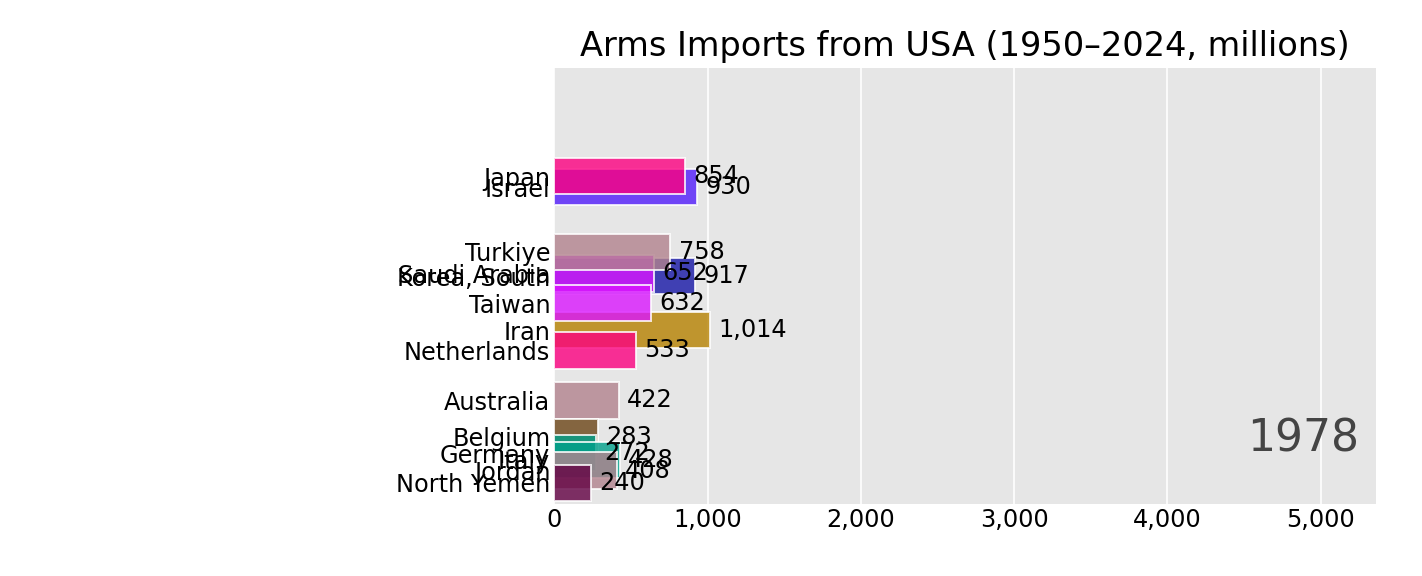 Arms Imports from USA (1950–2024, millions)
Japan 854
Israel 930
Turkiye 758
Saudi Arabia 652
Korea, South 917
Taiwan 632
Iran 1,014
Netherlands 533
Australia 422
Belgium 283
1978
Germany 272
Italy 428
Jordan 408
North Yemen 240
0 1,000 2,000 3,000 4,000 5,000